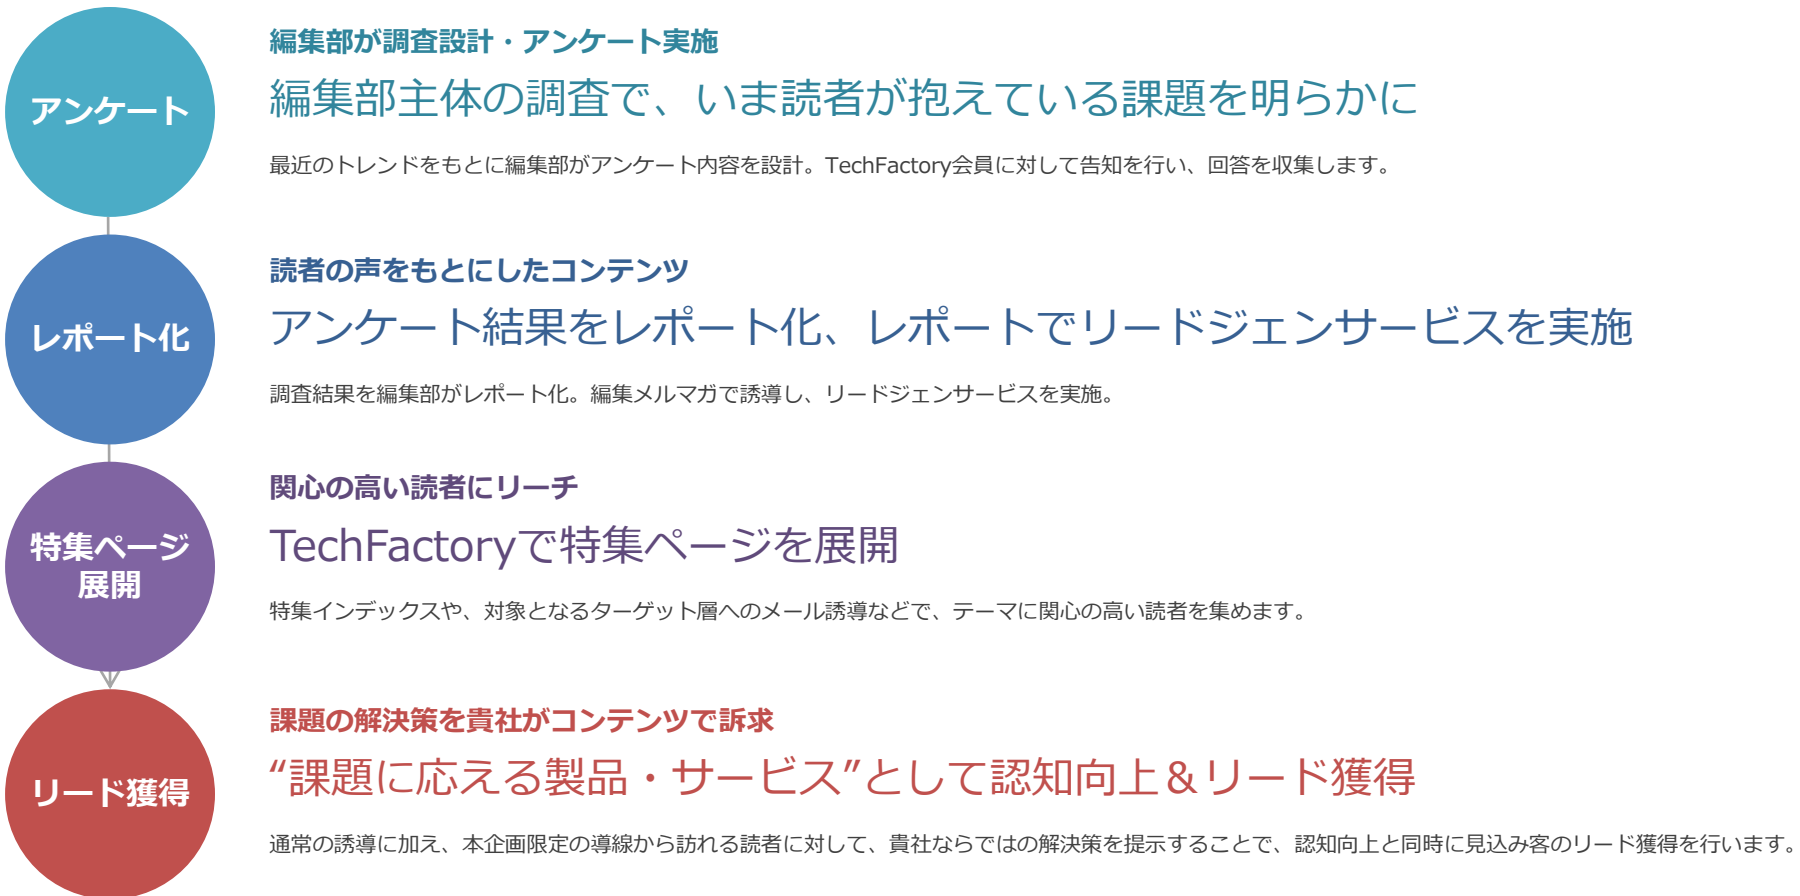 アンケート
編集部が調査設計・アンケート実施
編集部主体の調査で、いま読者が抱えている課題を明らかに
最近のトレンドをもとに編集部がアンケート内容を設計。TechFactory会員に対して告知を行い、回答を収集します。
レポート化
読者の声をもとにしたコンテンツ
アンケート結果をレポート化、レポートでリードジェンサービスを実施
調査結果を編集部がレポート化。編集メルマガで誘導し、リードジェンサービスを実施。
特集ページ
展開
関心の高い読者にリーチ
TechFactoryで特集ページを展開
特集インデックスや、対象となるターゲット層へのメール誘導などで、テーマに関心の高い読者を集めます。
リード獲得
課題の解決策を貴社がコンテンツで訴求
“課題に応える製品・サービス”として認知向上＆リード獲得
通常の誘導に加え、本企画限定の導線から訪れる読者に対して、貴社ならではの解決策を提示することで、認知向上と同時に見込み客のリード獲得を行います。